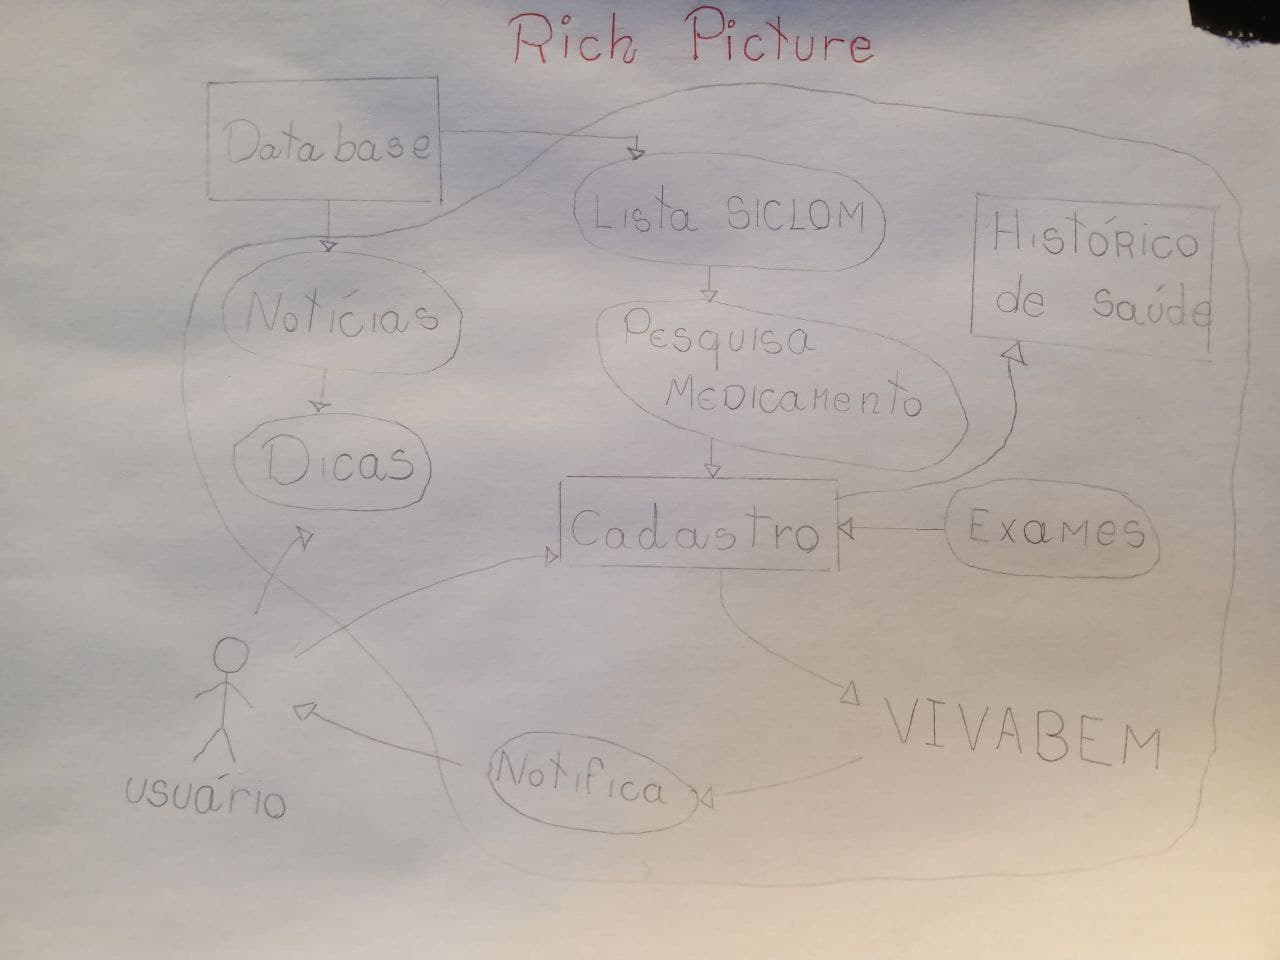 Rich Picture
Database
Lista SICLOM
Histórico
de Saúde
Notícias
Pesquisa
Medicamento
Dicas
Cadastro
Exames
VIVABEM
Notifica
usuário